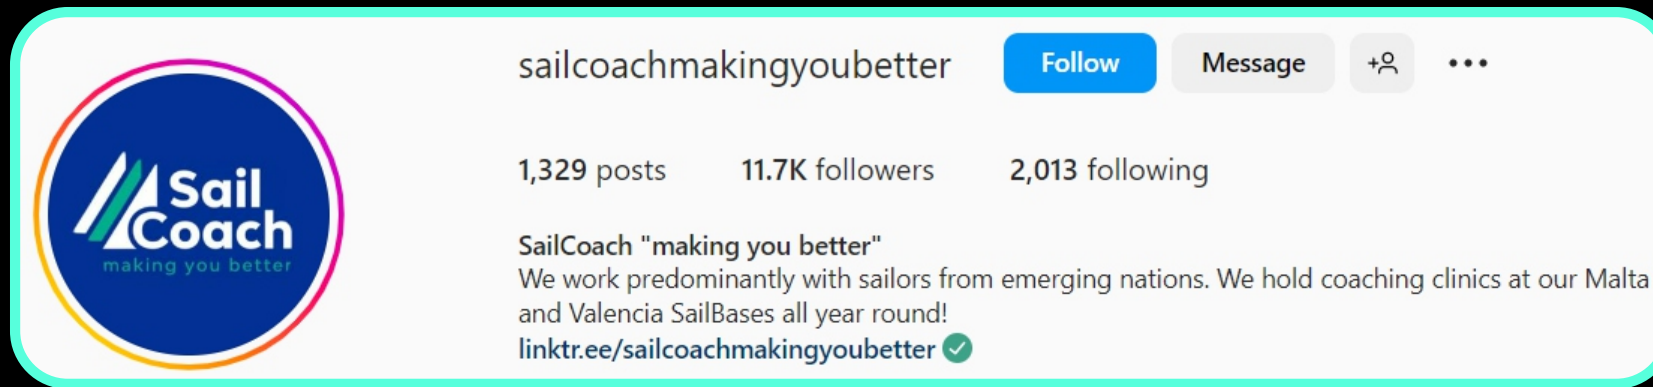 Sail
Coach
making you better
sailcoachmakingyoubetter Follow Message
1,329 posts 11.7K followers 2,013 following
SailCoach "making you better"
We work predominantly with sailors from emerging nations. We hold coaching clinics at our Malta
and Valencia SailBases all year round!
linktr.ee/sailcoachmakingyoubetter